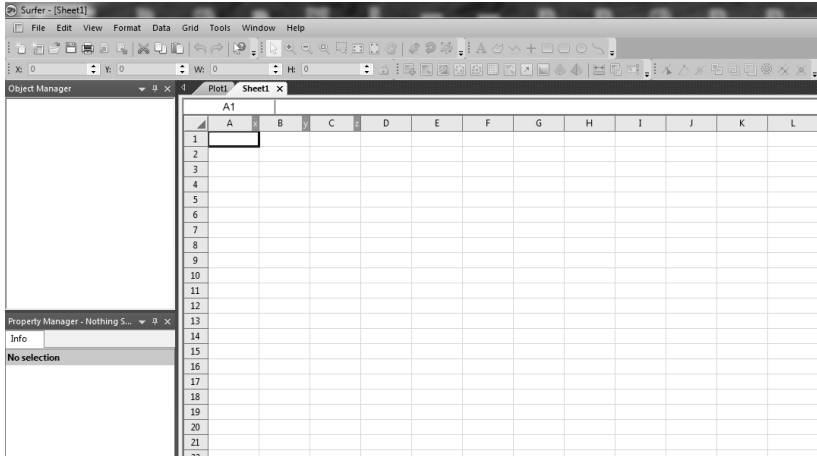 Surfer - [Sheet1]
File Edit View Format Data Grid Tools Window Help
X: 0 Y: 0 W: 0 H: 0
Object Manager
Plot1 Sheet1
A1
A x B y C z D E F G H I J K L
1
2
3
4
5
6
7
8
9
10
11
12
13
14
15
16
17
18
19
20
21
22
Property Manager - Nothing S...
Info
No selection